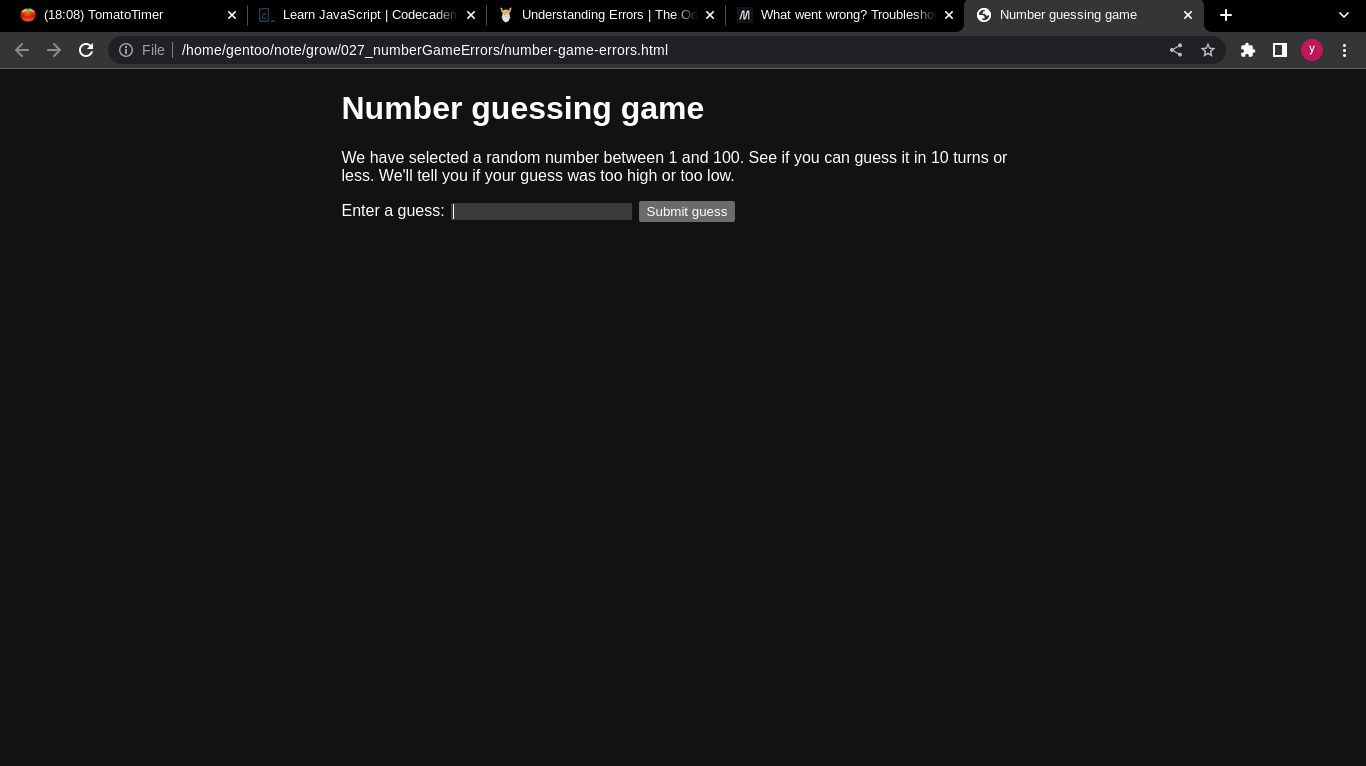 (18:08) TomatoTimer
Learn JavaScript | Codecadem
Understanding Errors | The Od
What went wrong? Troublesho
Number guessing game
File
/home/gentoo/note/grow/027_numberGameErrors/number-game-errors.html
y
Number guessing game
We have selected a random number between 1 and 100. See if you can guess it in 10 turns or
less. We'll tell you if your guess was too high or too low.
Enter a guess:
Submit guess